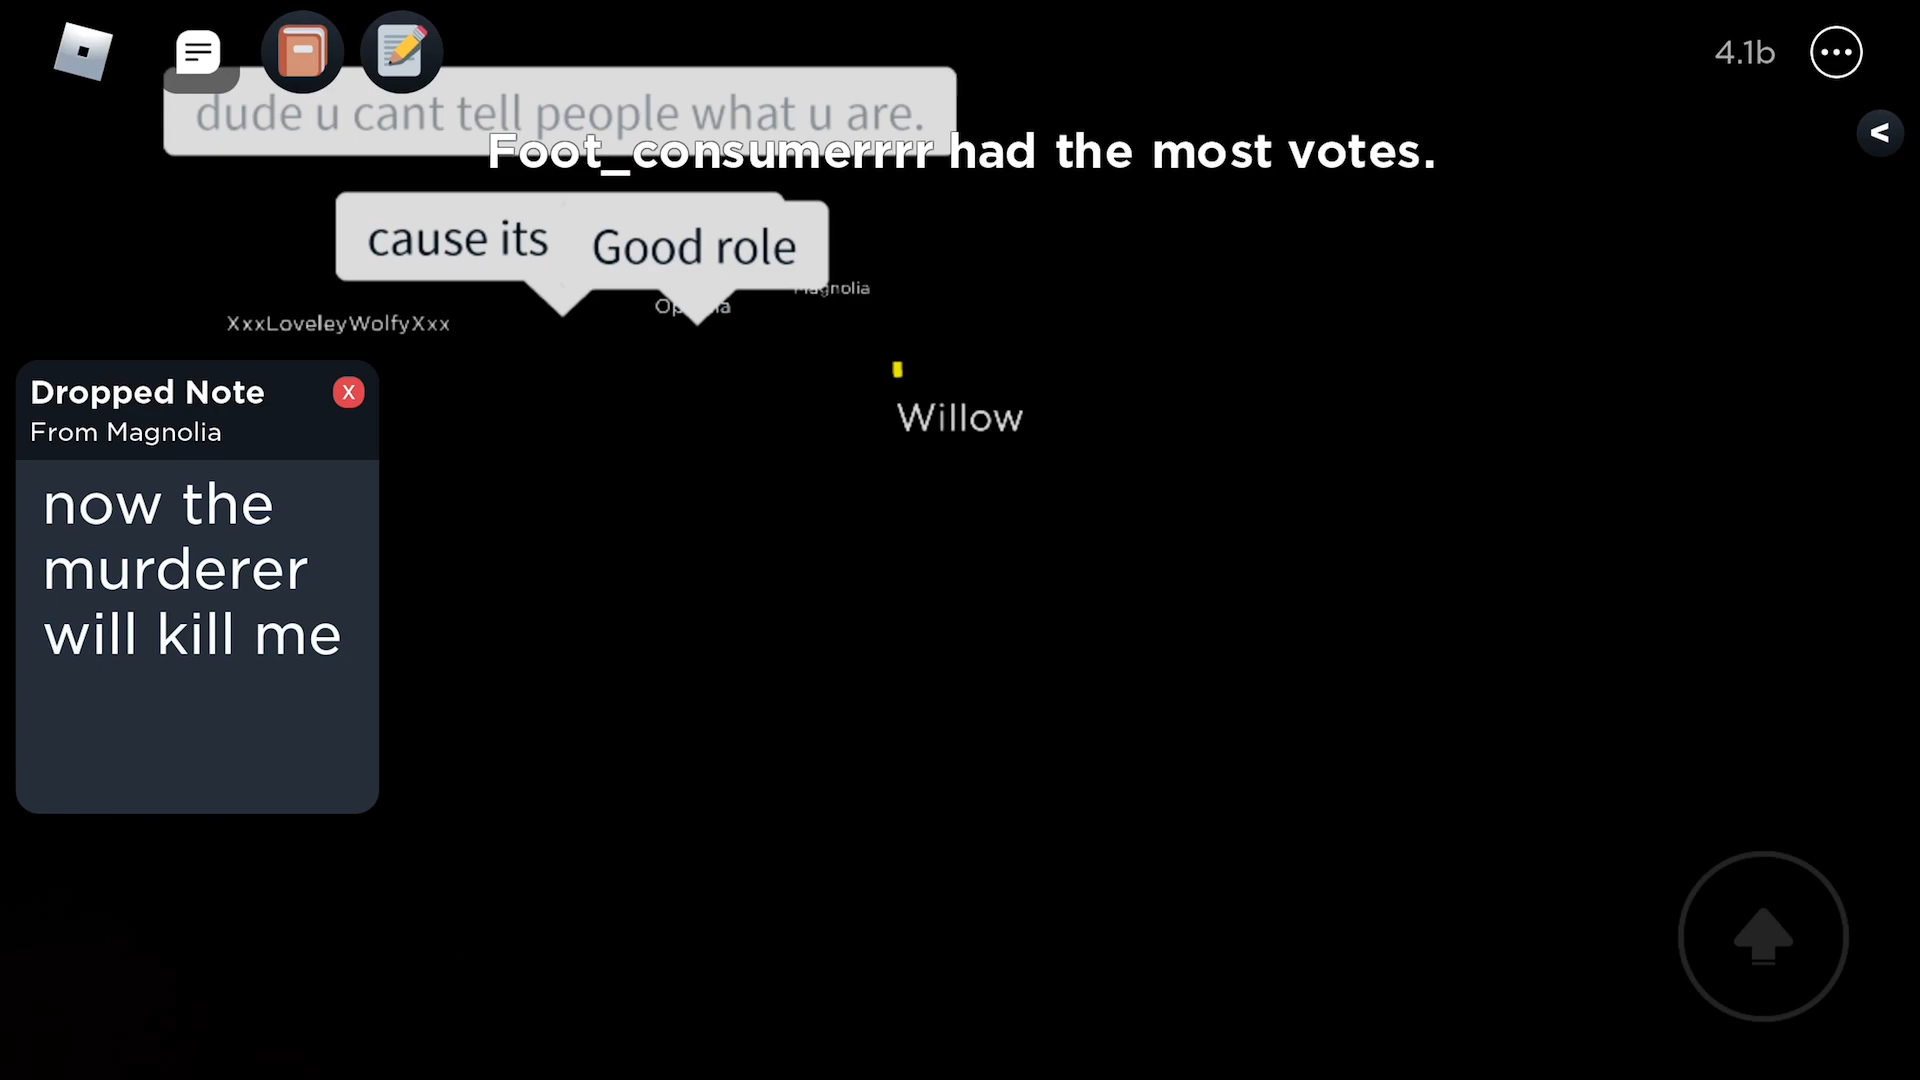 4.1b
dude u cant tell people what u are.
Foot_consumerrrr had the most votes.
<
cause its
Good role
Magnolia
XxxLoveleyWolfyXxx
Willow
Dropped Note
X
From Magnolia
now the
murderer
will kill me